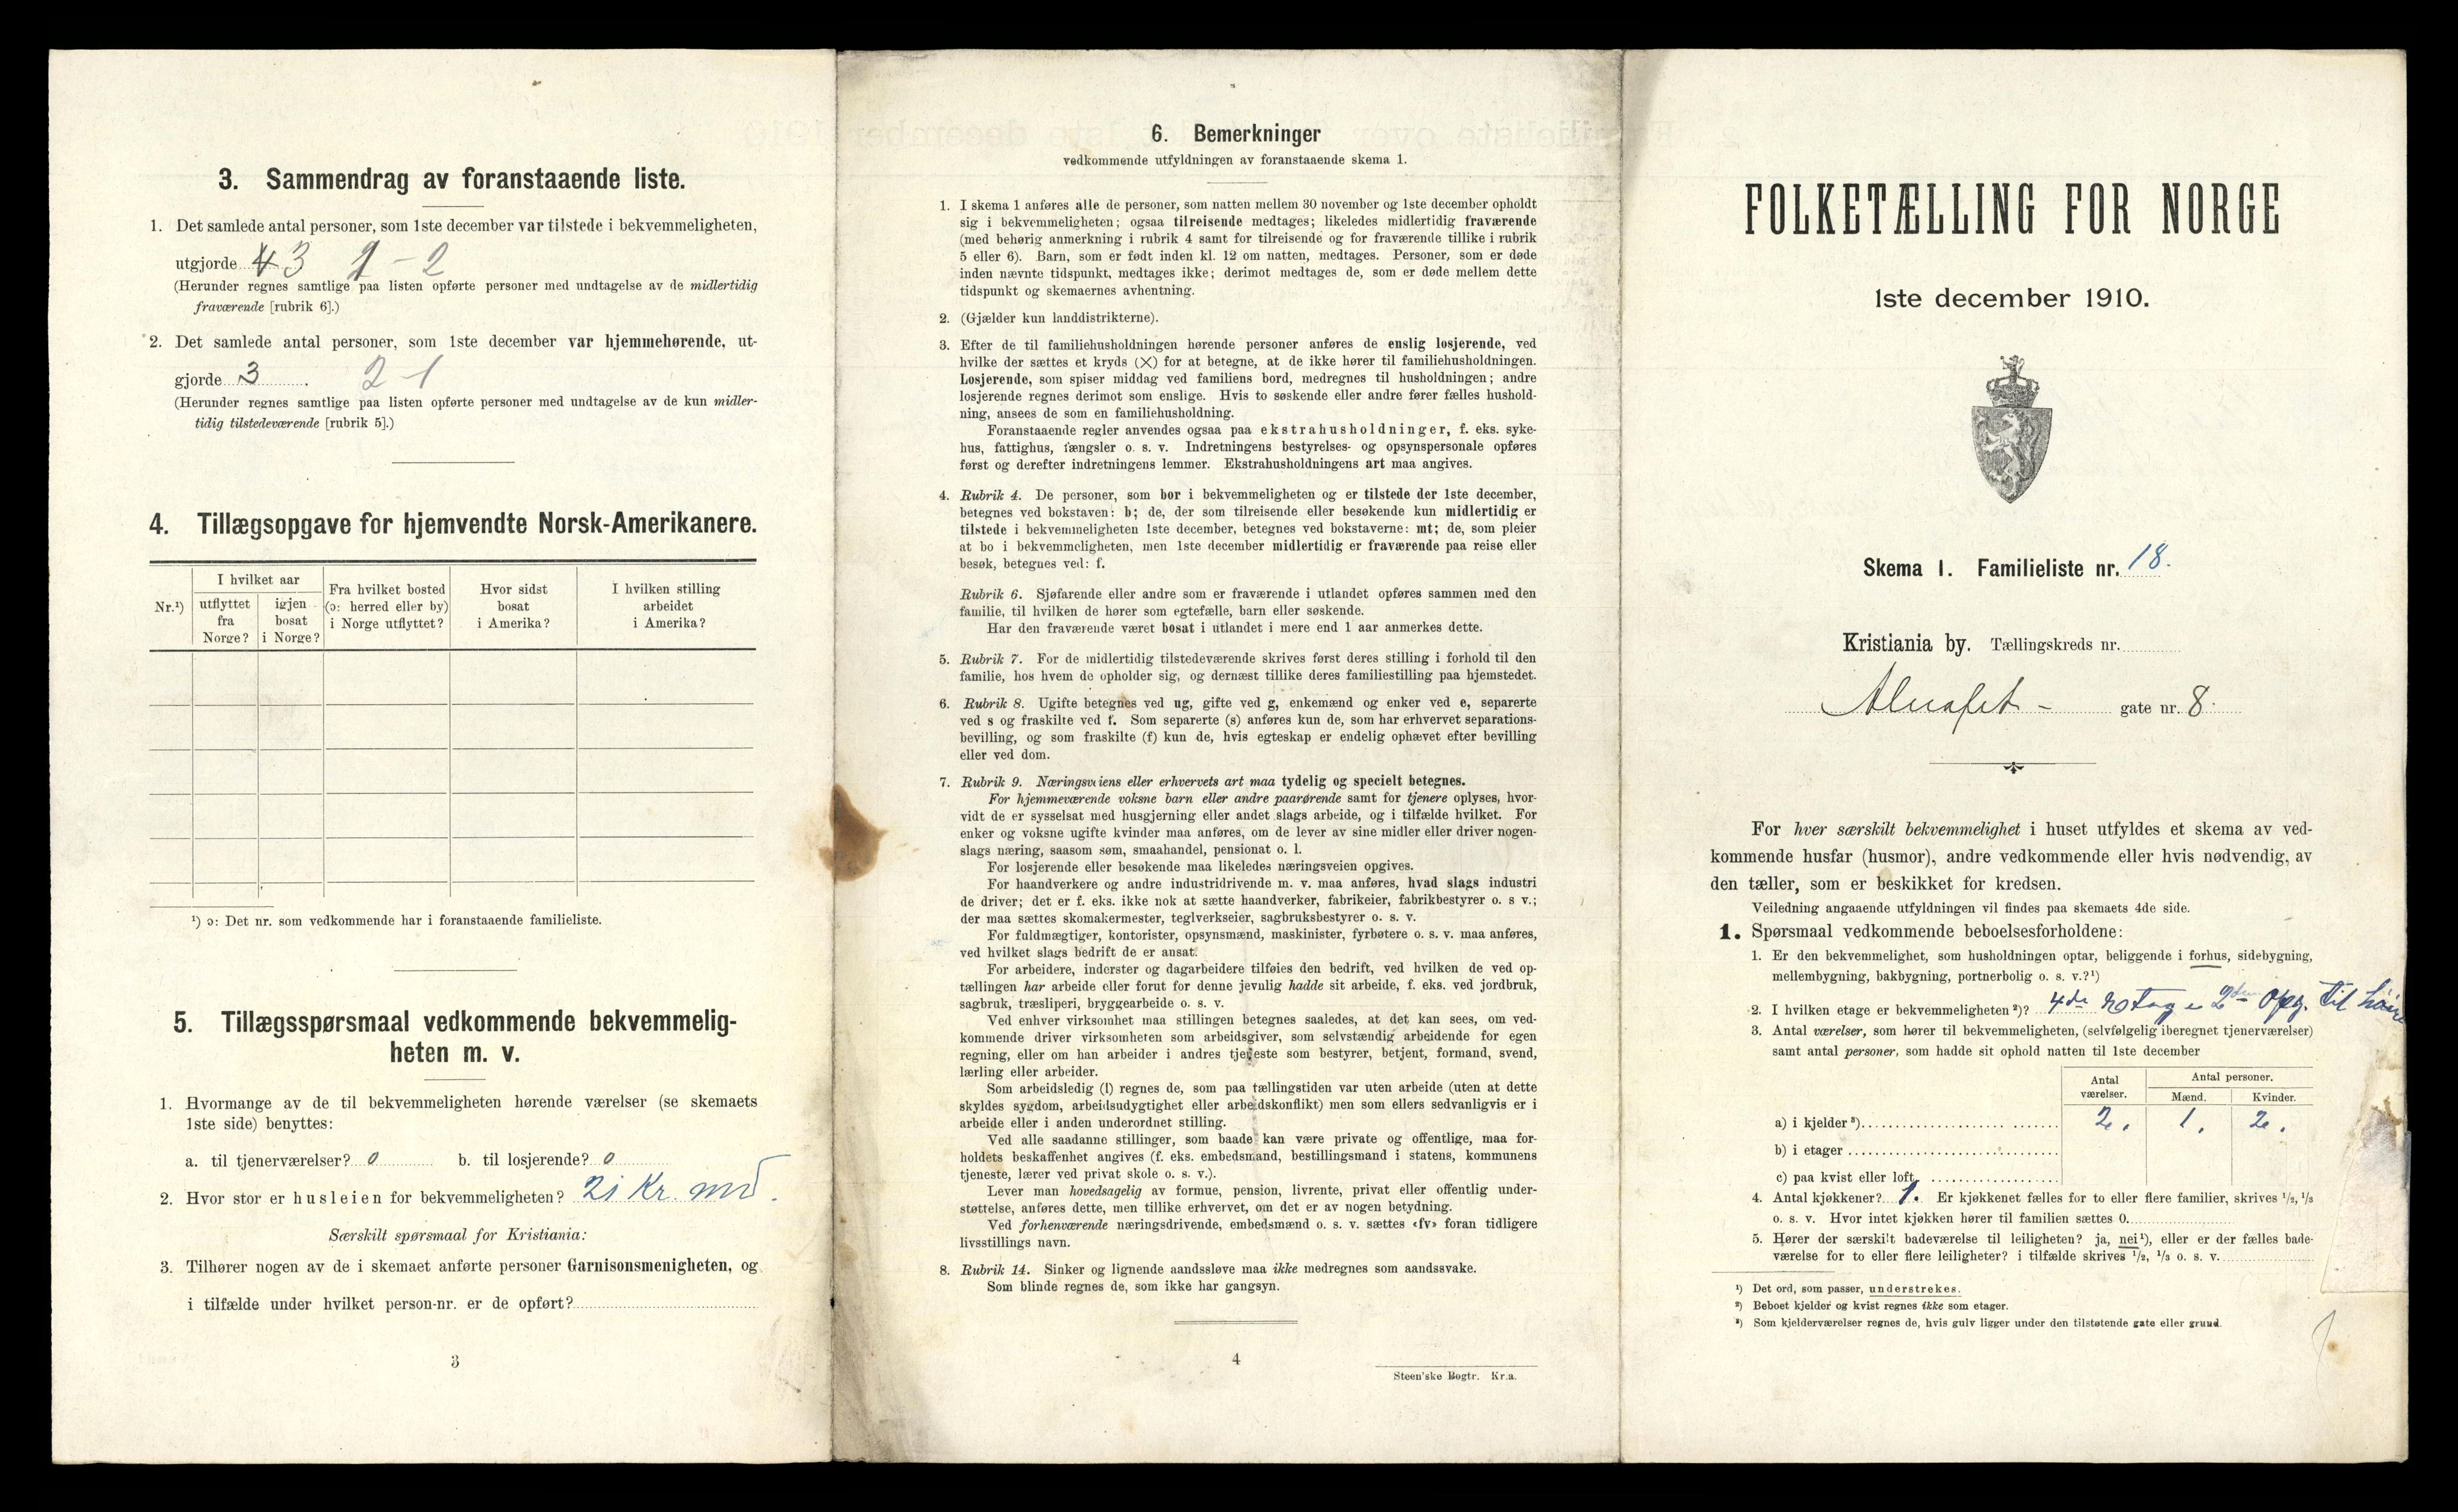 3. Sammendrag av foranstaaende liste.
1. Det samlede antal personer, som 1ste december var tilstede i bekvemmeligheten,
utgjorde 4 3 1 - 2
(Herunder regnes samtlige paa listen opførte personer med undtagelse av de midlertidig
fraværende [rubrik 6].)
2. Det samlede antal personer, som 1ste december var hjemmehørende, ut-
gjorde 3. 2 - 1
(Herunder regnes samtlige paa listen opførte personer med undtagelse av de kun midler-
tidig tilstedeværende [rubrik 5].)
4. Tillægsopgave for hjemvendte Norsk-Amerikanere.
Nr.¹)
I hvilket aar
utflyttet
fra
Norge?
igjen
bosat
i Norge?
Fra hvilket bosted
(ɔ: herred eller by)
i Norge utflyttet?
Hvor sidst
bosat
i Amerika?
I hvilken stilling
arbeidet
i Amerika?
¹) ɔ: Det nr. som vedkommende har i foranstaaende familieliste.
5. Tillægsspørsmaal vedkommende bekvemmelig-
heten m. v.
1. Hvormange av de til bekvemmeligheten hørende værelser (se skemaets
1ste side) benyttes:
a. til tjenerværelser? 0 b. til losjerende? 0
2. Hvor stor er husleien for bekvemmeligheten? 21 Kr. md.
Særskilt spørsmaal for Kristiania:
3. Tilhører nogen av de i skemaet anførte personer Garnisonsmenigheten, og
i tilfælde under hvilket person-nr. er de opført?
3
6. Bemerkninger
vedkommende utfyldningen av foranstaaende skema 1.
1. I skema 1 anføres alle de personer, som natten mellem 30 november og 1ste december opholdt
sig i bekvemmeligheten; ogsaa tilreisende medtages; likeledes midlertidig fraværende
(med behørig anmerkning i rubrik 4 samt for tilreisende og for fraværende tillike i rubrik
5 eller 6). Barn, som er født inden kl. 12 om natten, medtages. Personer, som er døde
inden nævnte tidspunkt, medtages ikke; derimot medtages de, som er døde mellem dette
tidspunkt og skemaernes avhentning.
2. (Gjælder kun landdistrikterne).
3. Efter de til familiehusholdningen hørende personer anføres de enslig losjerende, ved
hvilke der sættes et kryds (×) for at betegne, at de ikke hører til familiehusholdningen.
Losjerende, som spiser middag ved familiens bord, medregnes til husholdningen; andre
losjerende regnes derimot som enslige. Hvis to søskende eller andre fører fælles hushold-
ning, ansees de som en familiehusholdning.
Foranstaaende regler anvendes ogsaa paa ekstrahusholdninger, f. eks. syke-
hus, fattighus, fængsler o. s. v. Indretningens bestyrelses- og opsynspersonale opføres
først og derefter indretningens lemmer. Ekstrahusholdningens art maa angives.
4. Rubrik 4. De personer, som bor i bekvemmeligheten og er tilstede der 1ste december,
betegnes ved bokstaven: b; de, der som tilreisende eller besøkende kun midlertidig er
tilstede i bekvemmeligheten 1ste december, betegnes ved bokstaverne: mt; de, som pleier
at bo i bekvemmeligheten, men 1ste december midlertidig er fraværende paa reise eller
besøk, betegnes ved: f.
Rubrik 6. Sjøfarende eller andre som er fraværende i utlandet opføres sammen med den
familie, til hvilken de hører som egtefælle, barn eller søskende.
Har den fraværende været bosat i utlandet i mere end 1 aar anmerkes dette.
5. Rubrik 7. For de midlertidig tilstedeværende skrives først deres stilling i forhold til den
familie, hos hvem de opholder sig, og dernæst tillike deres familiestilling paa hjemstedet.
6. Rubrik 8. Ugifte betegnes ved ug, gifte ved g, enkemænd og enker ved e, separerte
ved s og fraskilte ved f. Som separerte (s) anføres kun de, som har erhvervet separations-
bevilling, og som fraskilte (f) kun de, hvis egteskap er endelig ophævet efter bevilling
eller ved dom.
7. Rubrik 9. Næringsveiens eller erhvervets art maa tydelig og specielt betegnes.
For hjemmeværende voksne barn eller andre paarørende samt for tjenere oplyses, hvor-
vidt de er sysselsat med husgjerning eller andet slags arbeide, og i tilfælde hvilket. For
enker og voksne ugifte kvinder maa anføres, om de lever av sine midler eller driver nogen-
slags næring, saasom søm, smaahandel, pensionat o. l.
For losjerende eller besøkende maa likeledes næringsveien opgives.
For haandverkere og andre industridrivende m. v. maa anføres, hvad slags industri
de driver; det er f. eks. ikke nok at sætte haandverker, fabrikeier, fabrikbestyrer o. s v.;
der maa sættes skomakermester, teglverkseier, sagbruksbestyrer o. s. v.
For fuldmægtiger, kontorister, opsynsmænd, maskinister, fyrbøtere o. s. v. maa anføres,
ved hvilket slags bedrift de er ansat.
For arbeidere, inderster og dagarbeidere tilføies den bedrift, ved hvilken de ved op-
tællingen har arbeide eller forut for denne jevnlig hadde sit arbeide, f. eks. ved jordbruk,
sagbruk, træsliperi, bryggearbeide o. s. v.
Ved enhver virksomhet maa stillingen betegnes saaledes, at det kan sees, om ved-
kommende driver virksomheten som arbeidsgiver, som selvstændig arbeidende for egen
regning, eller om han arbeider i andres tjeneste som bestyrer, betjent, formand, svend,
lærling eller arbeider.
Som arbeidsledig (l) regnes de, som paa tællingstiden var uten arbeide (uten at dette
skyldes sygdom, arbeidsudygtighet eller arbeidskonflikt) men som ellers sedvanligvis er i
arbeide eller i anden underordnet stilling.
Ved alle saadanne stillinger, som baade kan være private og offentlige, maa for-
holdets beskaffenhet angives (f. eks. embedsmand, bestillingsmand i statens, kommunens
tjeneste, lærer ved privat skole o. s. v.).
Lever man hovedsagelig av formue, pension, livrente, privat eller offentlig under-
støttelse, anføres dette, men tillike erhvervet, om det er av nogen betydning.
Ved forhenværende næringsdrivende, embedsmænd o. s. v. sættes «fv» foran tidligere
livsstillings navn.
8. Rubrik 14. Sinker og lignende aandssløve maa ikke medregnes som aandssvake.
Som blinde regnes de, som ikke har gangsyn.
4
Steen'ske Bogtr. Kr.a.
FOLKETÆLLING FOR NORGE
1ste december 1910.
Skema 1. Familieliste nr. 18.
Kristiania by. Tællingskreds nr.
Alnafet - gate nr. 8.
For hver særskilt bekvemmelighet i huset utfyldes et skema av ved-
kommende husfar (husmor), andre vedkommende eller hvis nødvendig, av
den tæller, som er beskikket for kredsen.
Veiledning angaaende utfyldningen vil findes paa skemaets 4de side.
1. Spørsmaal vedkommende beboelsesforholdene:
1. Er den bekvemmelighet, som husholdningen optar, beliggende i forhus, sidebygning,
mellembygning, bakbygning, portnerbolig o. s. v.?¹)
2. I hvilken etage er bekvemmeligheten ²)? 4de Etage 2den Opg. til høire
3. Antal værelser, som hører til bekvemmeligheten, (selvfølgelig iberegnet tjenerværelser)
samt antal personer, som hadde sit ophold natten til 1ste december
Antal
værelser.
Antal personer.
Mænd. Kvinder.
a) i kjelder ³) 2. 1. 2.
b) i etager
c) paa kvist eller loft
4. Antal kjøkkener? 1. Er kjøkkenet fælles for to eller flere familier, skrives ¹/₂, ¹/₃
o. s. v. Hvor intet kjøkken hører til familien sættes 0.
5. Hører der særskilt badeværelse til leiligheten? ja, nei¹), eller er der fælles bade-
værelse for to eller flere leiligheter? i tilfælde skrives ¹/₂, ¹/₃ o. s. v.
¹) Det ord, som passer, understrekes.
²) Beboet kjelder og kvist regnes ikke som etager.
³) Som kjelderværelser regnes de, hvis gulv ligger under den tilstøtende gate eller grund.